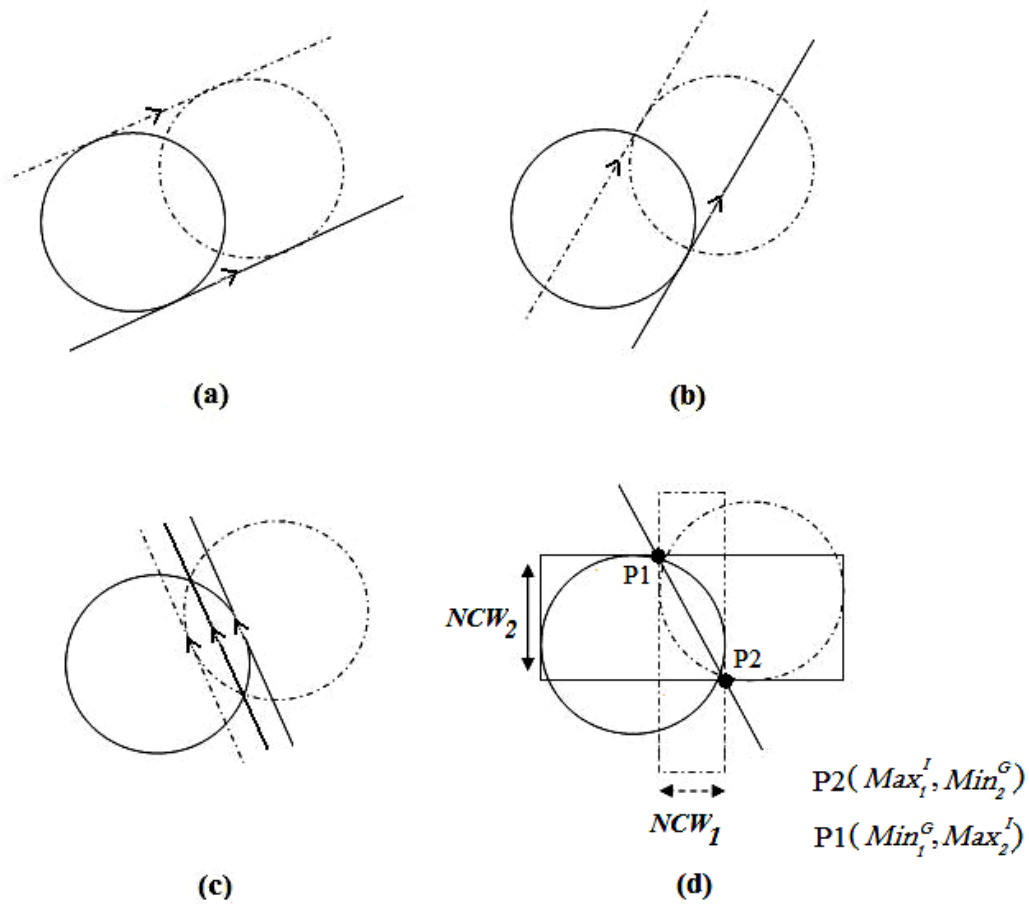 (a)
(b)
(c)
P1
NCW₂
P2
P2(Max₁ᴵ, Min₂ᴳ)
NCW₁
P1(Min₁ᴳ, Max₂ᴵ)
(d)